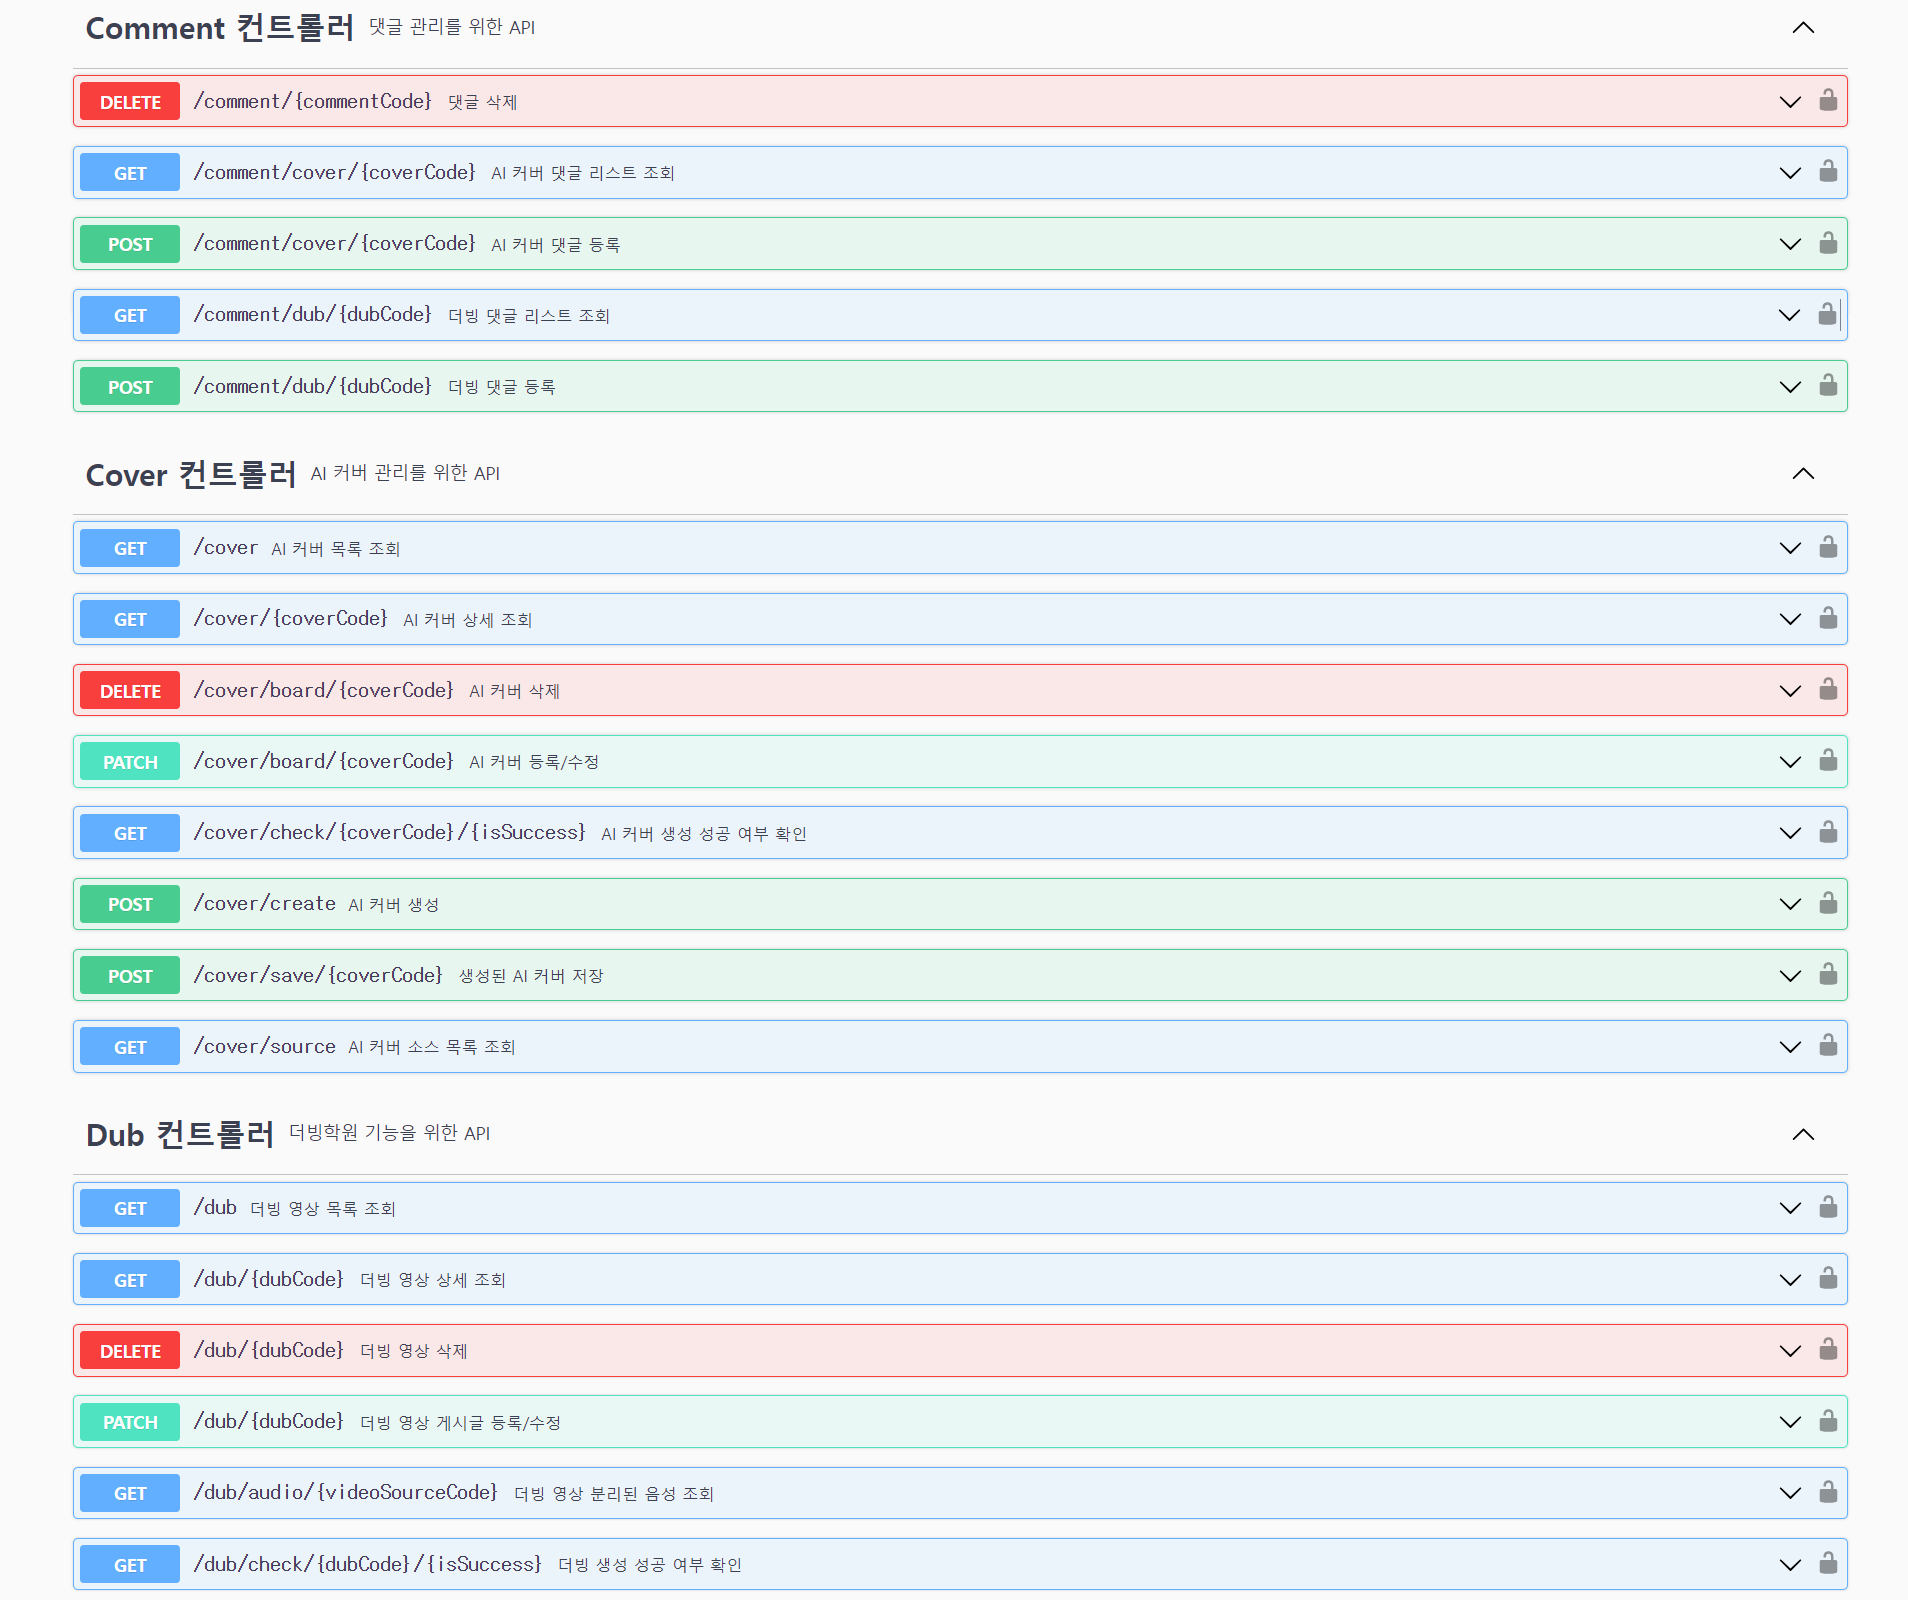 Comment 컨트롤러 댓글 관리를 위한 API
DELETE /comment/{commentCode} 댓글 삭제
GET /comment/cover/{coverCode} AI 커버 댓글 리스트 조회
POST /comment/cover/{coverCode} AI 커버 댓글 등록
GET /comment/dub/{dubCode} 더빙 댓글 리스트 조회
POST /comment/dub/{dubCode} 더빙 댓글 등록
Cover 컨트롤러 AI 커버 관리를 위한 API
GET /cover AI 커버 목록 조회
GET /cover/{coverCode} AI 커버 상세 조회
DELETE /cover/board/{coverCode} AI 커버 삭제
PATCH /cover/board/{coverCode} AI 커버 등록/수정
GET /cover/check/{coverCode}/{isSuccess} AI 커버 생성 성공 여부 확인
POST /cover/create AI 커버 생성
POST /cover/save/{coverCode} 생성된 AI 커버 저장
GET /cover/source AI 커버 소스 목록 조회
Dub 컨트롤러 더빙학원 기능을 위한 API
GET /dub 더빙 영상 목록 조회
GET /dub/{dubCode} 더빙 영상 상세 조회
DELETE /dub/{dubCode} 더빙 영상 삭제
PATCH /dub/{dubCode} 더빙 영상 게시글 등록/수정
GET /dub/audio/{videoSourceCode} 더빙 영상 분리된 음성 조회
GET /dub/check/{dubCode}/{isSuccess} 더빙 생성 성공 여부 확인